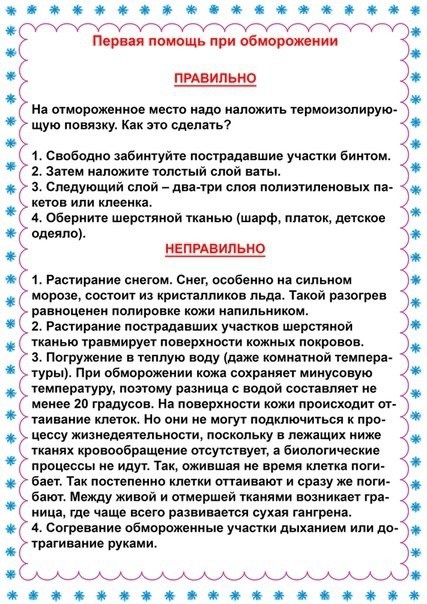 Первая помощь при обморожении
ПРАВИЛЬНО
На отмороженное место надо наложить термоизолирую-
щую повязку. Как это сделать?
1. Свободно забинтуйте пострадавшие участки бинтом.
2. Затем наложите толстый слой ваты.
3. Следующий слой – два-три слоя полиэтиленовых па-
кетов или клеенка.
4. Оберните шерстяной тканью (шарф, платок, детское
одеяло).
НЕПРАВИЛЬНО
1. Растирание снегом. Снег, особенно на сильном
морозе, состоит из кристалликов льда. Такой разогрев
равноценен полировке кожи напильником.
2. Растирание пострадавших участков шерстяной
тканью травмирует поверхности кожных покровов.
3. Погружение в теплую воду (даже комнатной темпера-
туры). При обморожении кожа сохраняет минусовую
температуру, поэтому разница с водой составляет не
менее 20 градусов. На поверхности кожи происходит от-
таивание клеток. Но они не могут подключиться к про-
цессу жизнедеятельности, поскольку в лежащих ниже
тканях кровообращение отсутствует, а биологические
процессы не идут. Так, ожившая не время клетка поги-
бает. Так постепенно клетки оттаивают и сразу же поги-
бают. Между живой и отмершей тканями возникает гра-
ница, где чаще всего развивается сухая гангрена.
4. Согревание обмороженные участки дыханием или до-
трагивание руками.